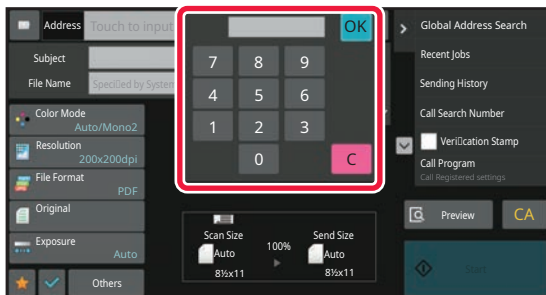 Address
Touch to input
OK
Subject
File Name
Specified by System
7 8 9
4 5 6
1 2 3
0 C
Color Mode
Auto/Mono2
Resolution
200x200dpi
File Format
PDF
Original
Exposure
Auto
Others
Scan Size
Auto
8½x11
100%
Send Size
Auto
8½x11
Global Address Search
Recent Jobs
Sending History
Call Search Number
Veri▯cation Stamp
Call Program
Call Registered settings
Preview
CA
Start